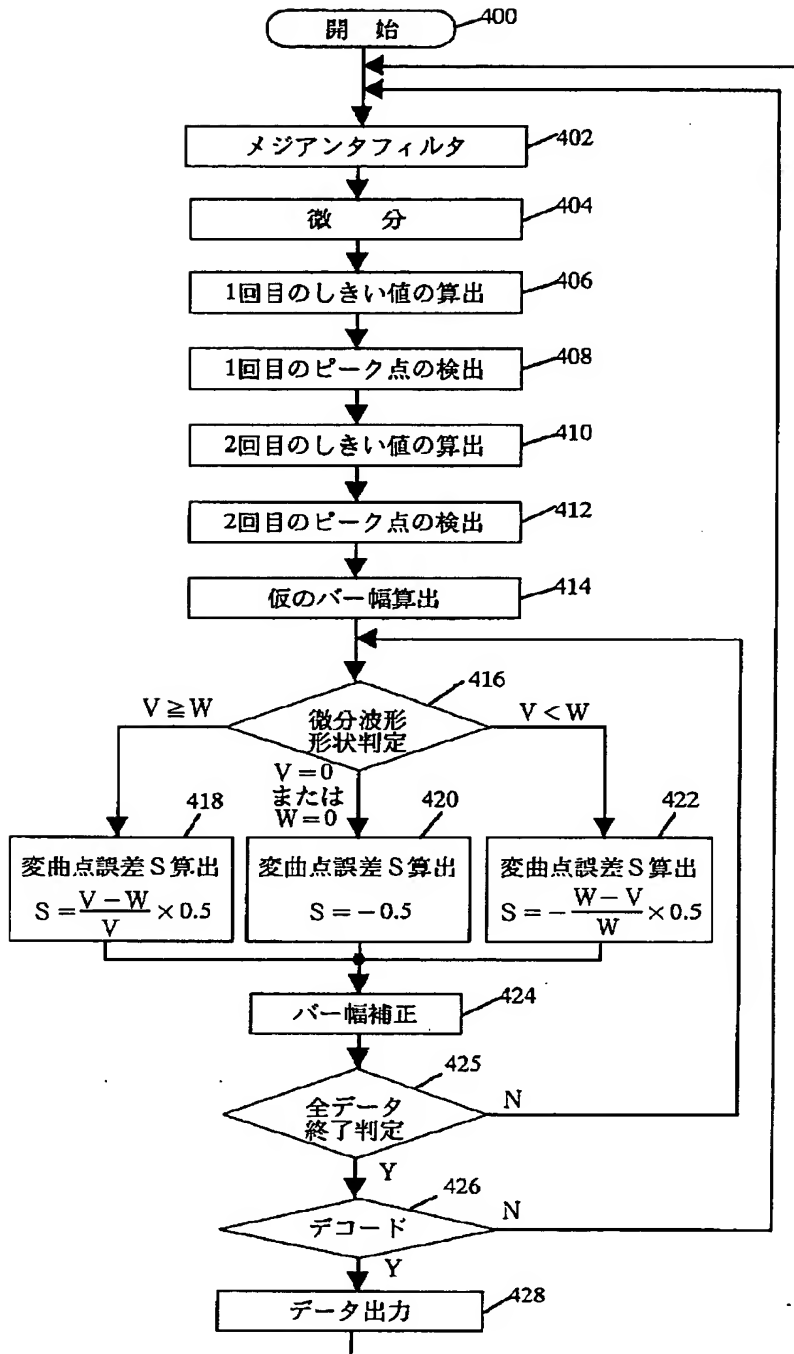 開 始
400
メジアンタフィルタ
402
微 分
404
1回目のしきい値の算出
406
1回目のピーク点の検出
408
2回目のしきい値の算出
410
2回目のピーク点の検出
412
仮のバー幅算出
414
416
V≧W
微分波形
形状判定
V<W
V=0
または
W=0
418
変曲点誤差S算出
S=(V-W)/V×0.5
420
変曲点誤差S算出
S=-0.5
422
変曲点誤差S算出
S=-(W-V)/W×0.5
バー幅補正
424
425
全データ
終了判定
N
Y
426
デコード
N
Y
データ出力
428